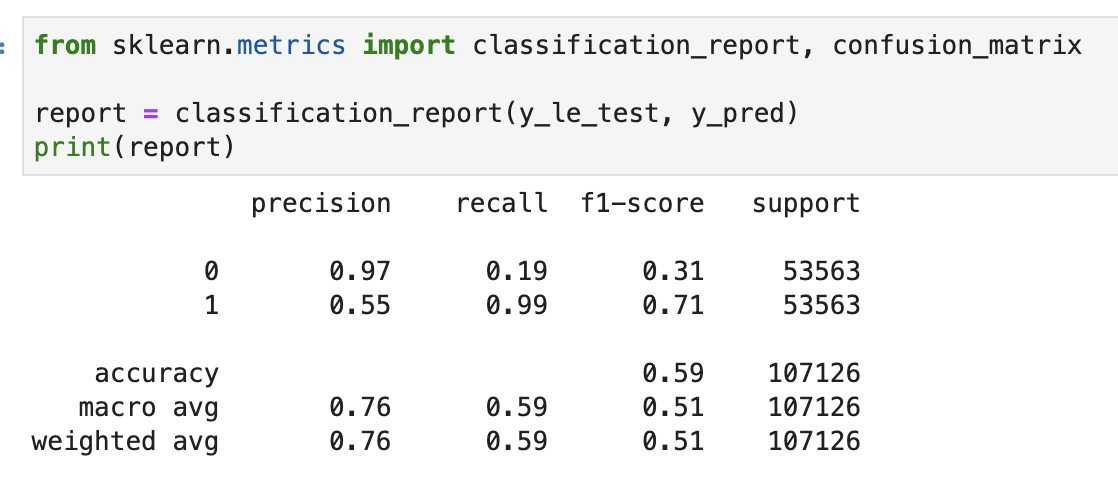 from sklearn.metrics import classification_report, confusion_matrix
report = classification_report(y_le_test, y_pred)
print(report)
precision recall f1-score support
0 0.97 0.19 0.31 53563
1 0.55 0.99 0.71 53563
accuracy 0.59 107126
macro avg 0.76 0.59 0.51 107126
weighted avg 0.76 0.59 0.51 107126